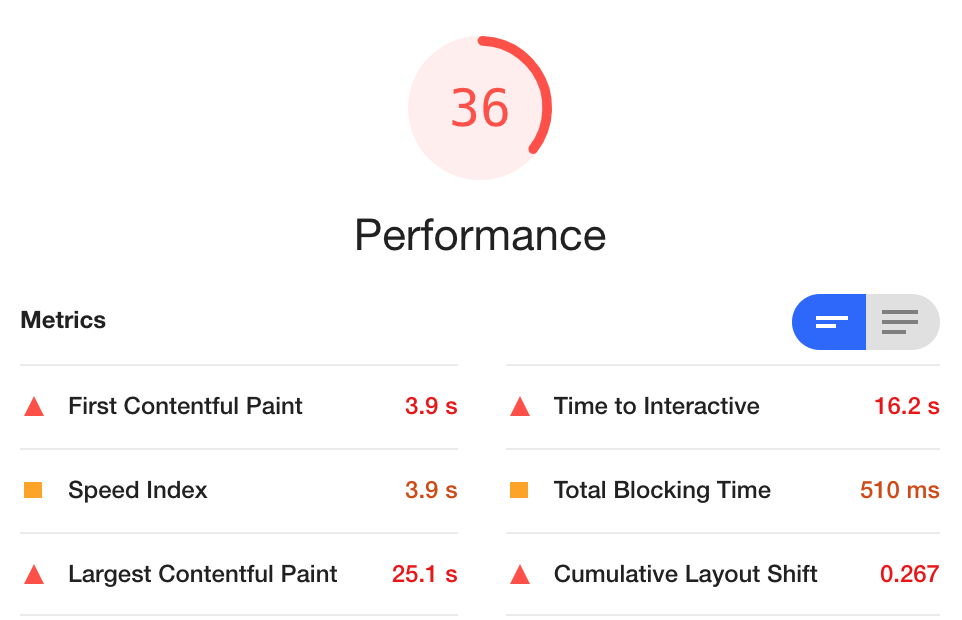 36
Performance
Metrics
First Contentful Paint 3.9 s
Time to Interactive 16.2 s
Speed Index 3.9 s
Total Blocking Time 510 ms
Largest Contentful Paint 25.1 s
Cumulative Layout Shift 0.267